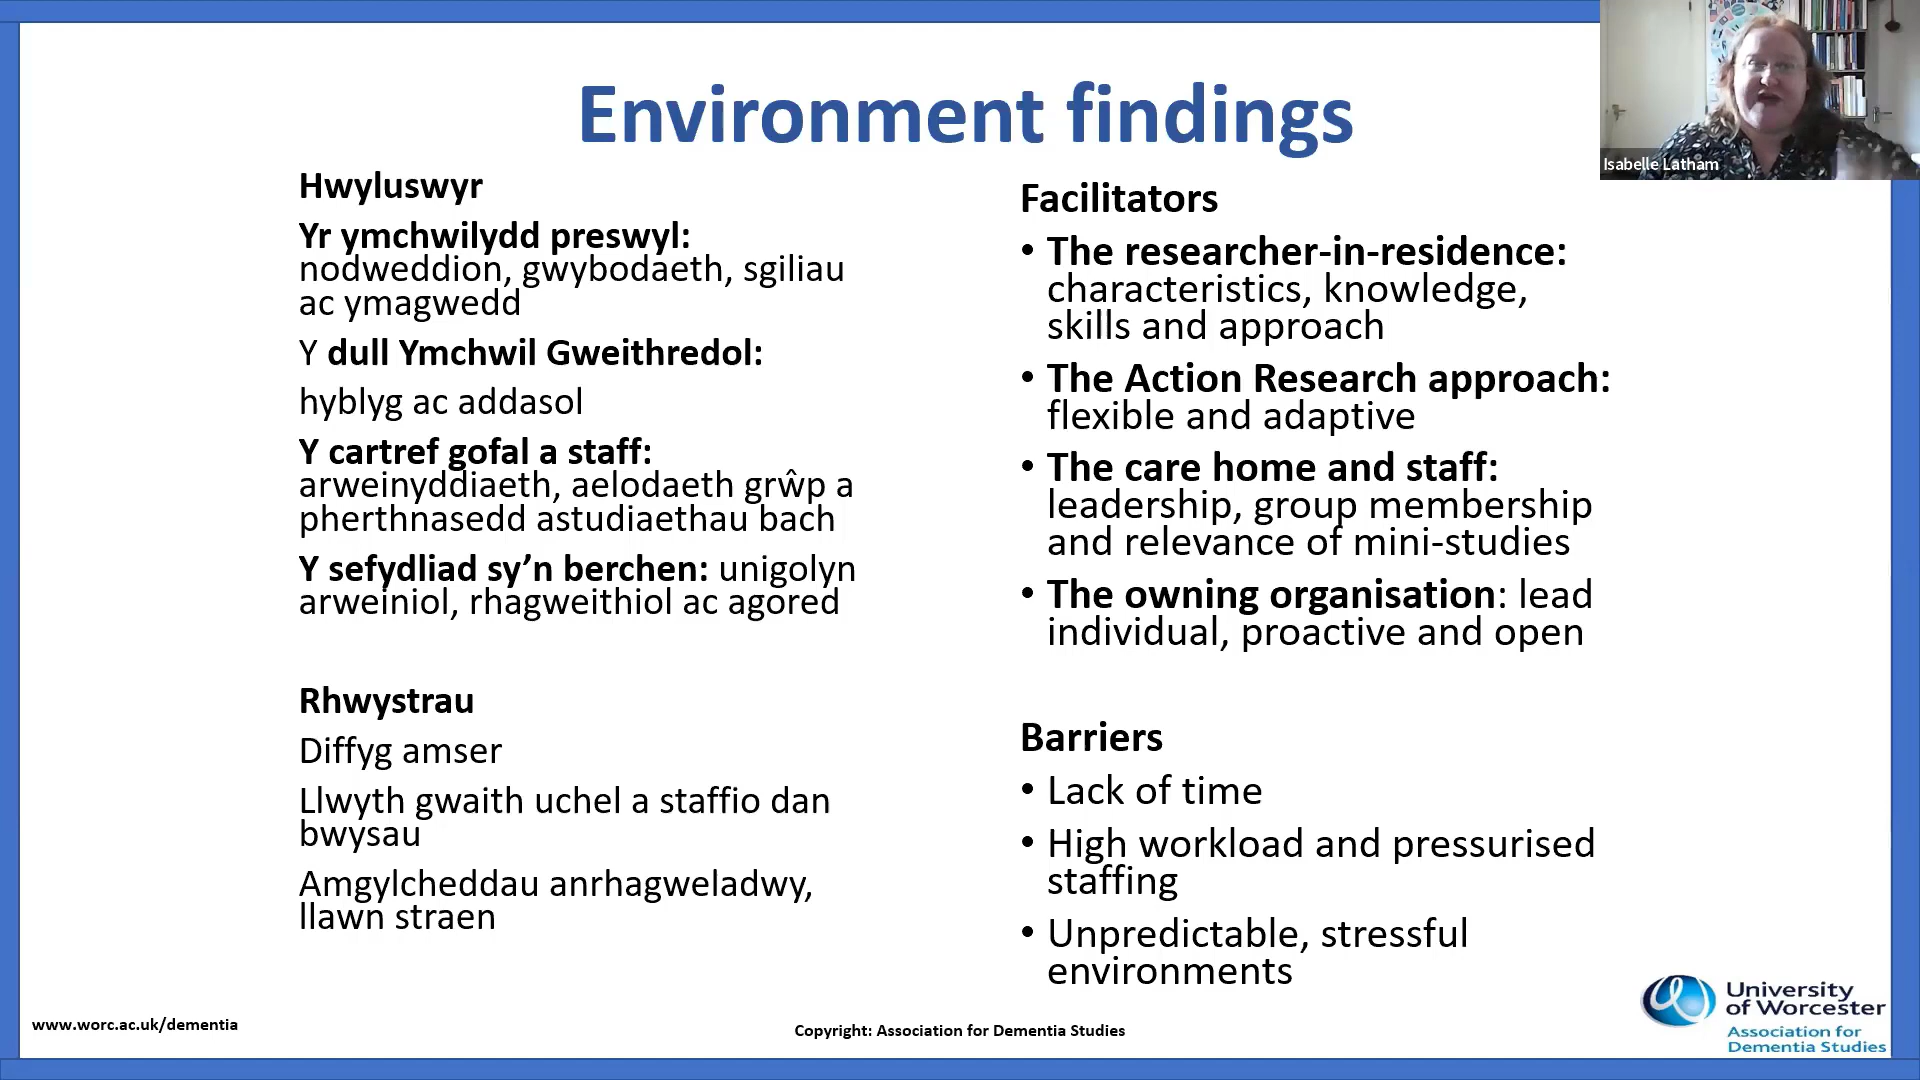 Environment findings
Isabelle Latham
Hwyluswyr
Yr ymchwilydd preswyl:
nodweddion, gwybodaeth, sgiliau
ac ymagwedd
Y dull Ymchwil Gweithredol:
hyblyg ac addasol
Y cartref gofal a staff:
arweinyddiaeth, aelodaeth grŵp a
pherthnasedd astudiaethau bach
Y sefydliad sy’n berchen: unigolyn
arweiniol, rhagweithiol ac agored
Rhwystrau
Diffyg amser
Llwyth gwaith uchel a staffio dan
bwysau
Amgylcheddau anrhagweladwy,
llawn straen
Facilitators
• The researcher-in-residence:
characteristics, knowledge,
skills and approach
• The Action Research approach:
flexible and adaptive
• The care home and staff:
leadership, group membership
and relevance of mini-studies
• The owning organisation: lead
individual, proactive and open
Barriers
• Lack of time
• High workload and pressurised
staffing
• Unpredictable, stressful
environments
www.worc.ac.uk/dementia
Copyright: Association for Dementia Studies
University
of Worcester
Association for
Dementia Studies